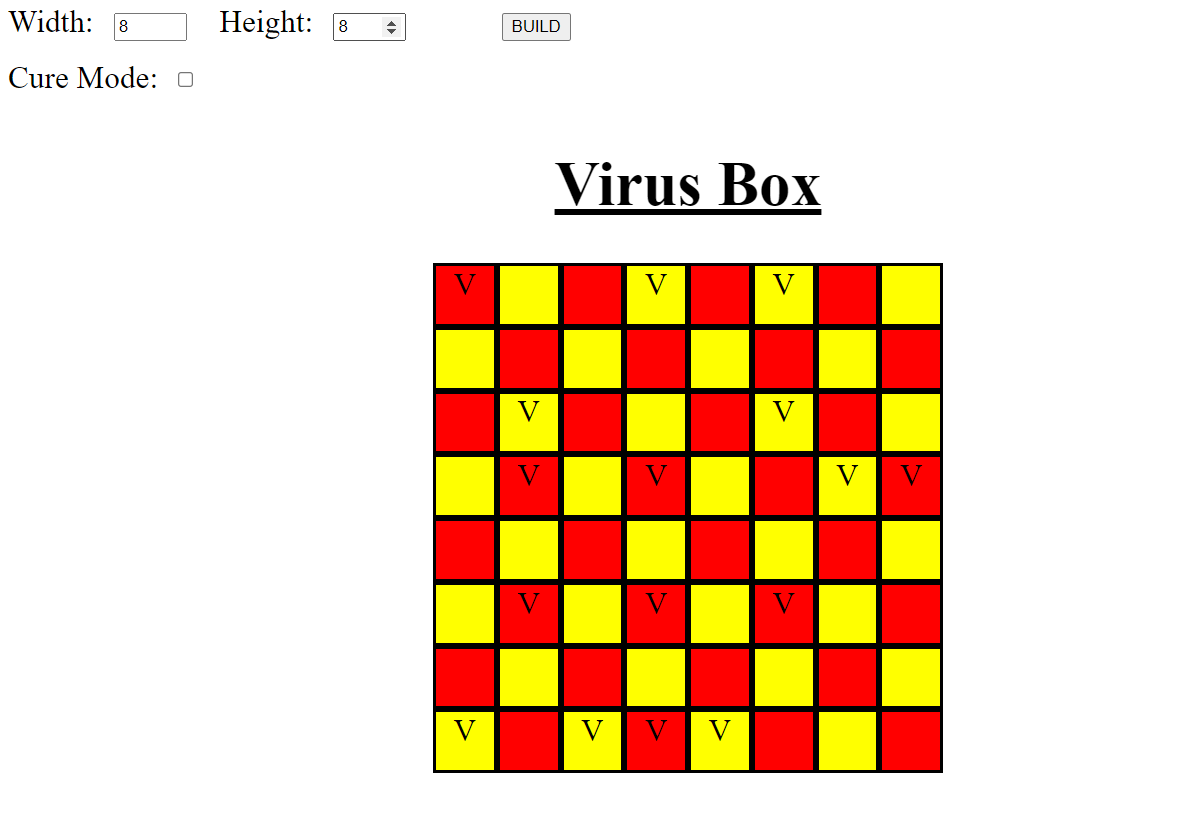 Width: 8 Height: 8 BUILD
Cure Mode:
Virus Box
V V V
V V
V V V V
V V V
V V V V